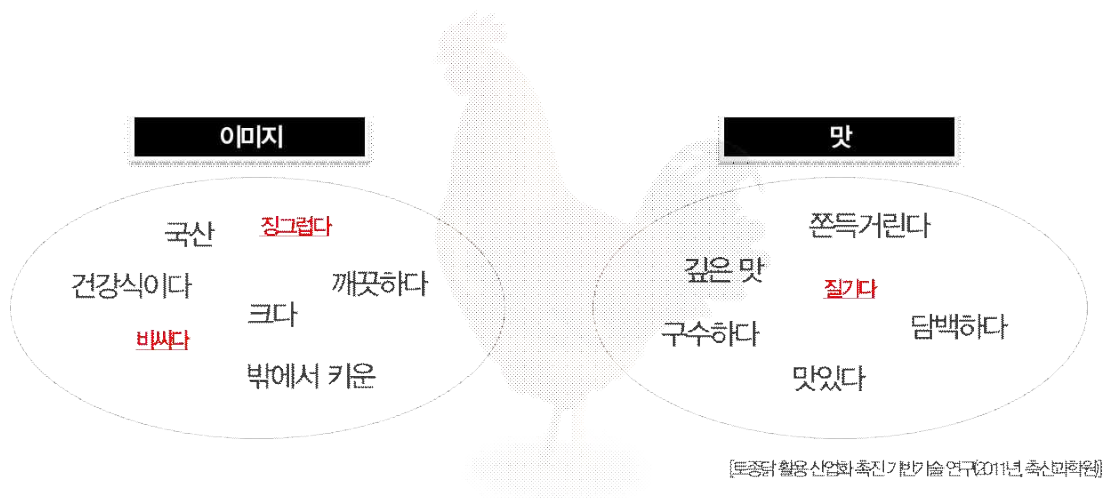 이미지
맛
국산
징그럽다
건강식이다
깨끗하다
크다
비싸다
밖에서 키운
쫀득거린다
깊은 맛
질기다
구수하다
담백하다
맛있다
[토종닭 활용 산업화 촉진 기반기술 연구(2011년, 축산과학원)]